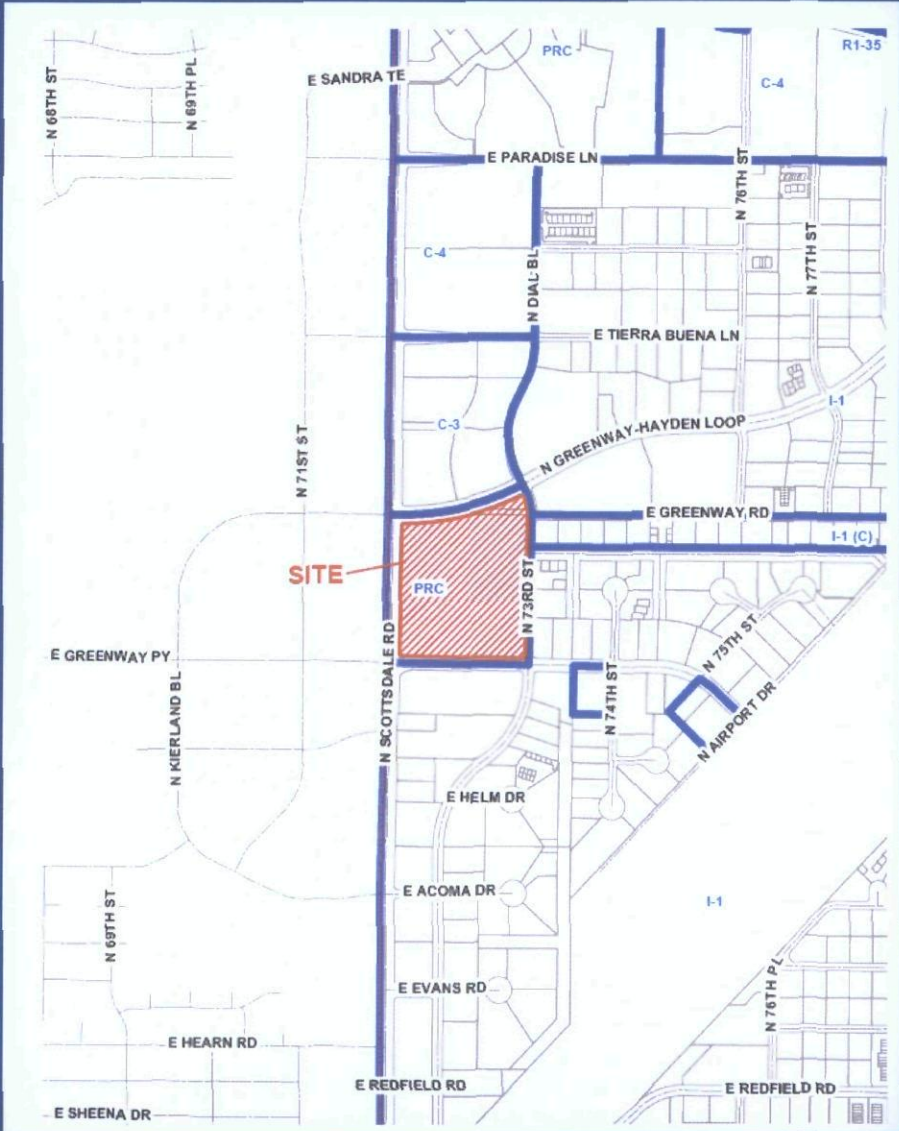 PRC
R1-35
N 68TH ST
N 69TH PL
E SANDRA TE
C-4
E PARADISE LN
N 76TH ST
C-4
N DIAL BL
N 77TH ST
E TIERRA BUENA LN
I-1
C-3
N GREENWAY-HAYDEN LOOP
N 71ST ST
E GREENWAY RD
I-1 (C)
SITE
PRC
N 73RD ST
N SCOTTSDALE RD
E GREENWAY PY
N KIERLAND BL
N 74TH ST
N 75TH ST
N AIRPORT DR
E HELM DR
E ACOMA DR
I-1
N 69TH ST
E EVANS RD
N 76TH PL
E HEARN RD
E REDFIELD RD
E REDFIELD RD
E SHEENA DR